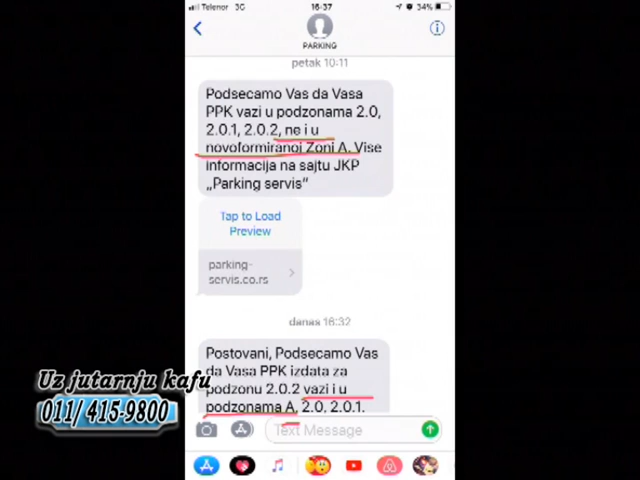 Telenor 3G 16:37 34%
PARKING
petak 10:11
Podsecamo Vas da Vasa
PPK vazi u podzonama 2.0,
2.0.1, 2.0.2, ne i u
novoformiranoj Zoni A. Vise
informacija na sajtu JKP
„Parking servis“
Tap to Load
Preview
parking-
servis.co.rs
danas 16:32
Postovani, Podsecamo Vas
da Vasa PPK izdata za
podzonu 2.0.2 vazi i u
podzonama A, 2.0, 2.0.1.
Uz jutarnju kafu
011/ 415-9800
Text Message